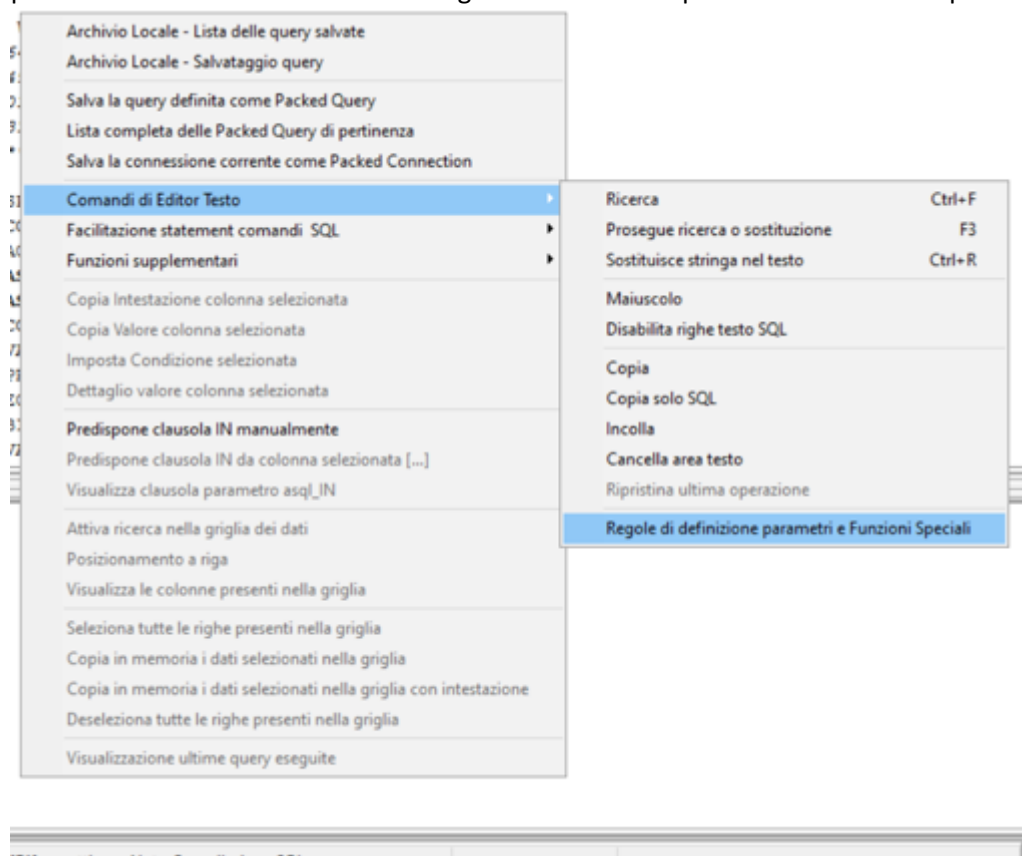 Archivio Locale - Lista delle query salvate
Archivio Locale - Salvataggio query
Salva la query definita come Packed Query
Lista completa delle Packed Query di pertinenza
Salva la connessione corrente come Packed Connection
Comandi di Editor Testo
Facilitazione statement comandi SQL
Funzioni supplementari
Copia Intestazione colonna selezionata
Copia Valore colonna selezionata
Imposta Condizione selezionata
Dettaglio valore colonna selezionata
Predispone clausola IN manualmente
Predispone clausola IN da colonna selezionata [...]
Visualizza clausola parametro asql_IN
Attiva ricerca nella griglia dei dati
Posizionamento a riga
Visualizza le colonne presenti nella griglia
Seleziona tutte le righe presenti nella griglia
Copia in memoria i dati selezionati nella griglia
Copia in memoria i dati selezionati nella griglia con intestazione
Deseleziona tutte le righe presenti nella griglia
Visualizzazione ultime query eseguite
Ricerca Ctrl+F
Prosegue ricerca o sostituzione F3
Sostituisce stringa nel testo Ctrl+R
Maiuscolo
Disabilita righe testo SQL
Copia
Copia solo SQL
Incolla
Cancella area testo
Ripristina ultima operazione
Regole di definizione parametri e Funzioni Speciali